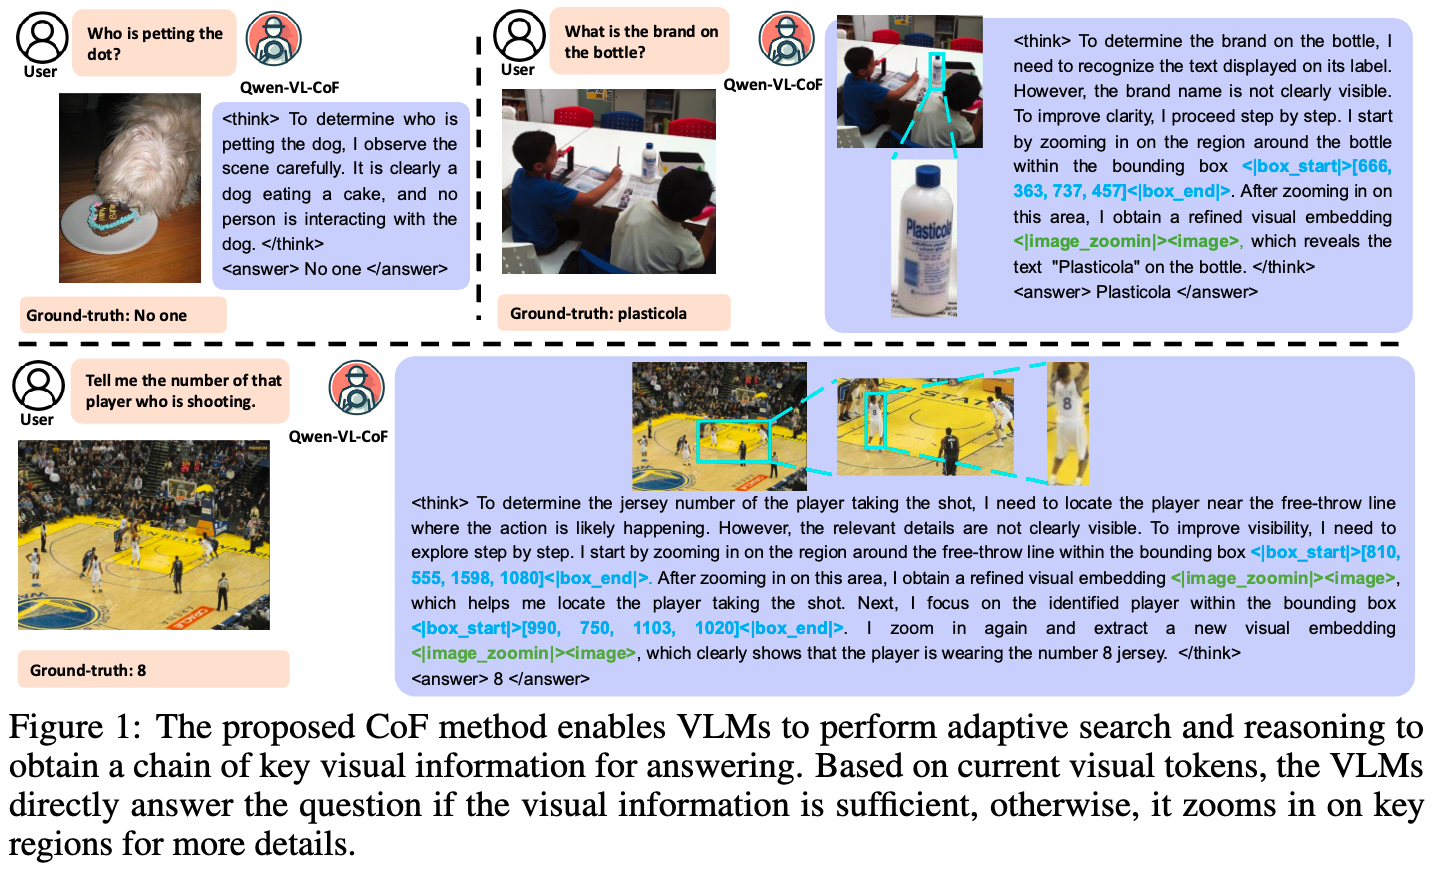 Who is petting the
dot?
User
Qwen-VL-CoF
<think> To determine who is
petting the dog, I observe the
scene carefully. It is clearly a
dog eating a cake, and no
person is interacting with the
dog. </think>
<answer> No one </answer>
Ground-truth: No one
What is the brand on
the bottle?
User
Qwen-VL-CoF
Ground-truth: plasticola
Plasticola
<think> To determine the brand on the bottle, I
need to recognize the text displayed on its label.
However, the brand name is not clearly visible.
To improve clarity, I proceed step by step. I start
by zooming in on the region around the bottle
within the bounding box <|box_start|>[666,
363, 737, 457]<|box_end|>. After zooming in on
this area, I obtain a refined visual embedding
<|image_zoomin|><image>, which reveals the
text "Plasticola" on the bottle. </think>
<answer> Plasticola </answer>
Tell me the number of that
player who is shooting.
User
Qwen-VL-CoF
Ground-truth: 8
STAT
8
8
<think> To determine the jersey number of the player taking the shot, I need to locate the player near the free-throw line
where the action is likely happening. However, the relevant details are not clearly visible. To improve visibility, I need to
explore step by step. I start by zooming in on the region around the free-throw line within the bounding box <|box_start|>[810,
555, 1598, 1080]<|box_end|>. After zooming in on this area, I obtain a refined visual embedding <|image_zoomin|><image>,
which helps me locate the player taking the shot. Next, I focus on the identified player within the bounding box
<|box_start|>[990, 750, 1103, 1020]<|box_end|>. I zoom in again and extract a new visual embedding
<|image_zoomin|><image>, which clearly shows that the player is wearing the number 8 jersey. </think>
<answer> 8 </answer>
Figure 1: The proposed CoF method enables VLMs to perform adaptive search and reasoning to
obtain a chain of key visual information for answering. Based on current visual tokens, the VLMs
directly answer the question if the visual information is sufficient, otherwise, it zooms in on key
regions for more details.